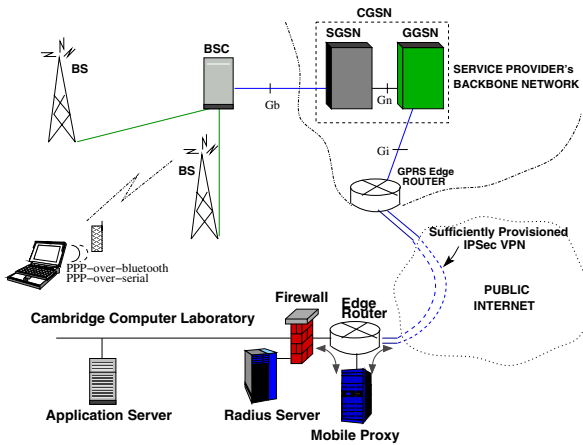 CGSN
SGSN
GGSN
BSC
BS
Gb
Gn
SERVICE PROVIDER's
BACKBONE NETWORK
Gi
BS
GPRS Edge
ROUTER
Sufficiently Provisioned
IPSec VPN
PPP-over-bluetooth
PPP-over-serial
PUBLIC
INTERNET
Firewall
Edge
Router
Cambridge Computer Laboratory
Application Server
Radius Server
Mobile Proxy